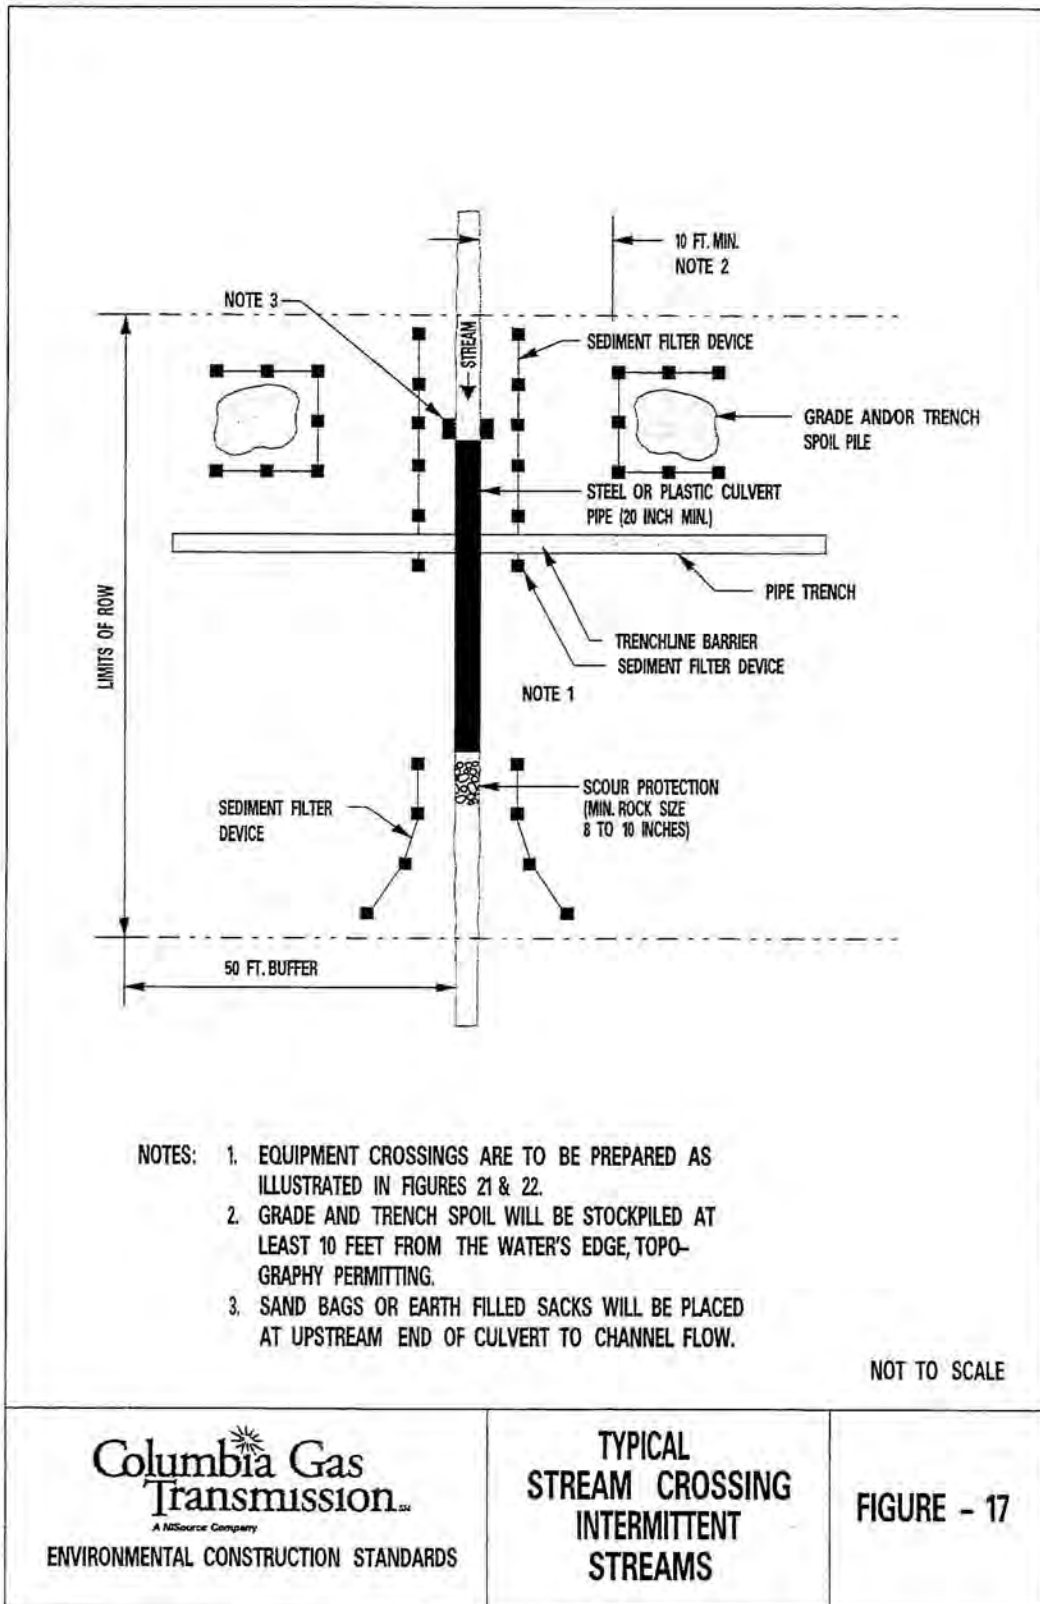 10 FT. MIN.
NOTE 2
NOTE 3
STREAM
SEDIMENT FILTER DEVICE
GRADE AND/OR TRENCH
SPOIL PILE
STEEL OR PLASTIC CULVERT
PIPE (20 INCH MIN.)
PIPE TRENCH
LIMITS OF ROW
TRENCHLINE BARRIER
SEDIMENT FILTER DEVICE
NOTE 1
SCOUR PROTECTION
(MIN. ROCK SIZE
8 TO 10 INCHES)
SEDIMENT FILTER
DEVICE
50 FT. BUFFER
NOTES: 1. EQUIPMENT CROSSINGS ARE TO BE PREPARED AS
ILLUSTRATED IN FIGURES 21 & 22.
2. GRADE AND TRENCH SPOIL WILL BE STOCKPILED AT
LEAST 10 FEET FROM THE WATER'S EDGE, TOPO-
GRAPHY PERMITTING.
3. SAND BAGS OR EARTH FILLED SACKS WILL BE PLACED
AT UPSTREAM END OF CULVERT TO CHANNEL FLOW.
NOT TO SCALE
Columbia Gas
Transmission
A NiSource Company
ENVIRONMENTAL CONSTRUCTION STANDARDS
TYPICAL
STREAM CROSSING
INTERMITTENT
STREAMS
FIGURE - 17